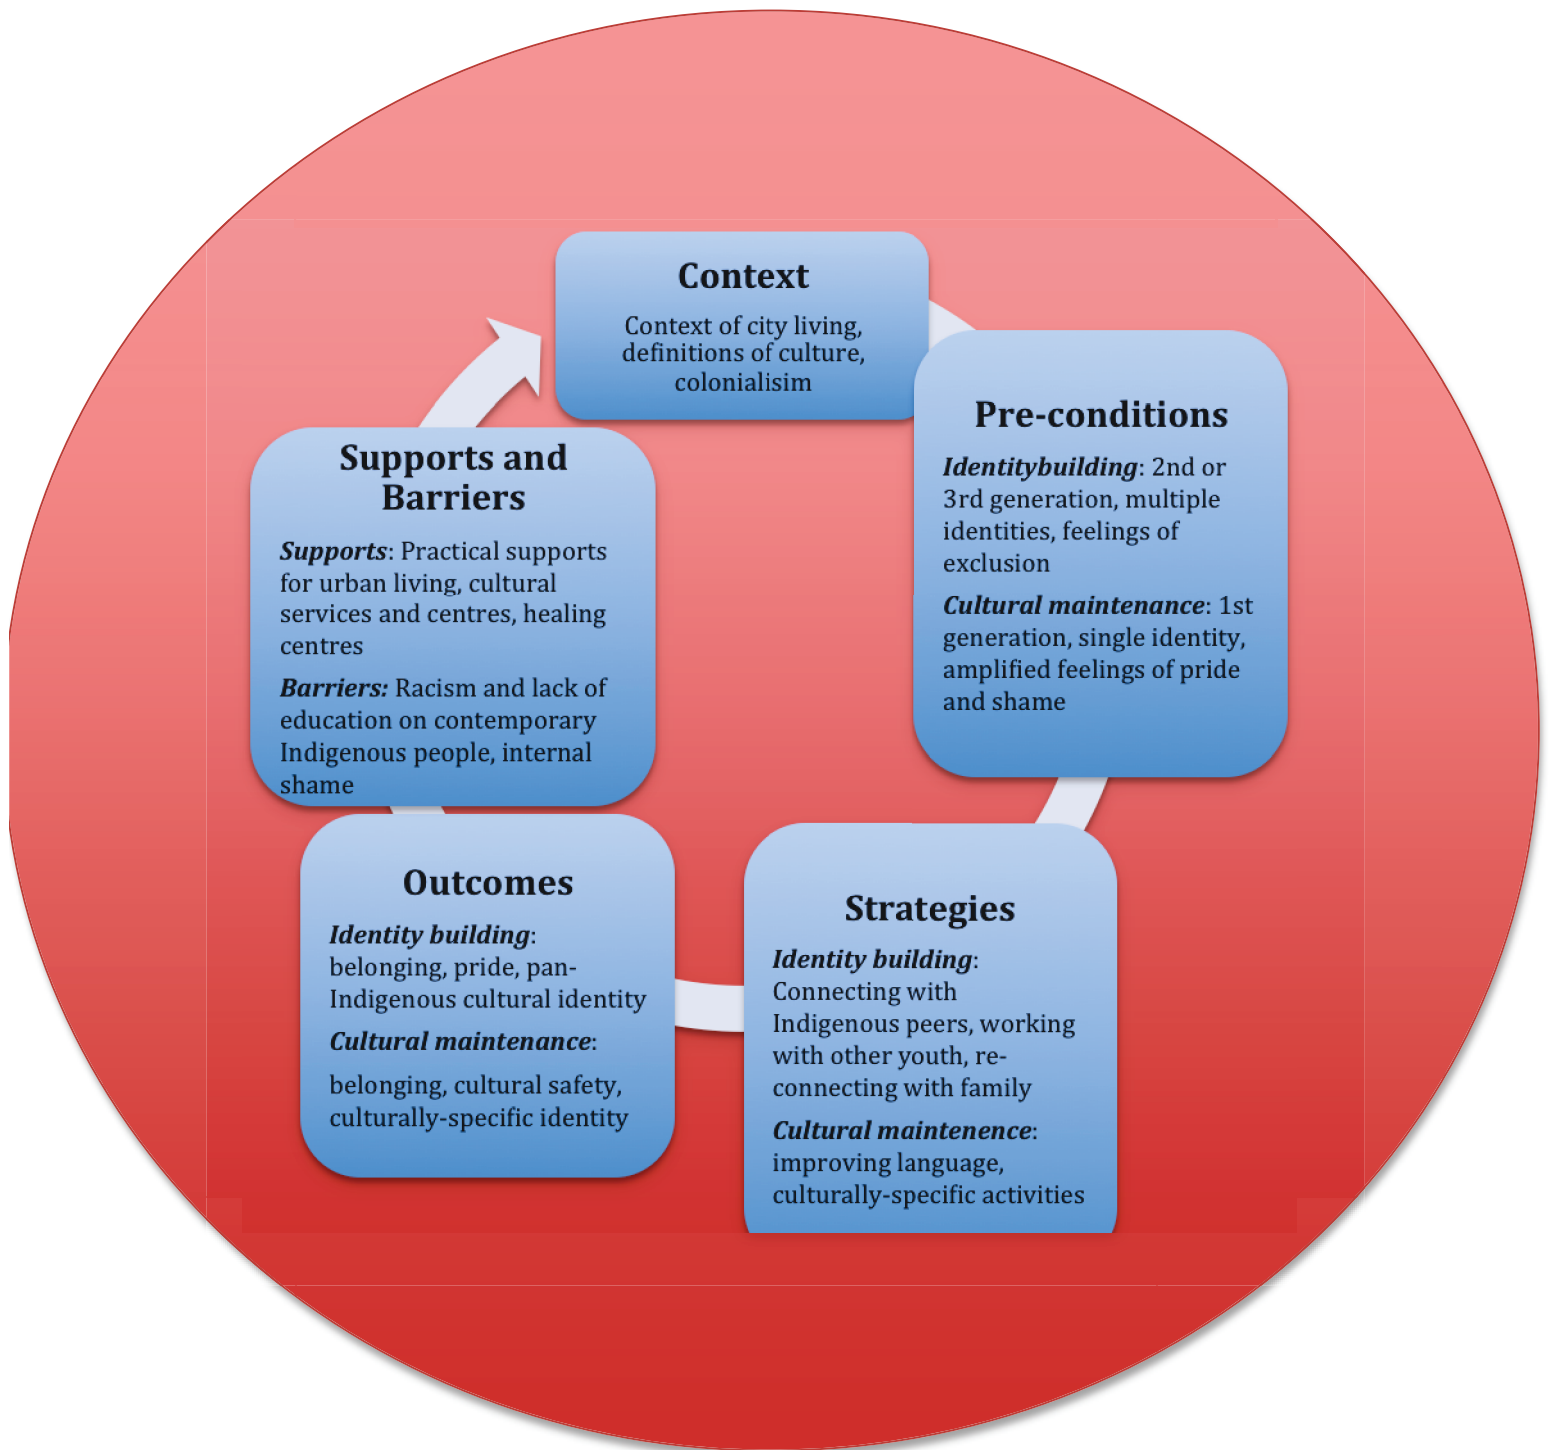 Context
Context of city living,
definitions of culture,
colonialisim
Pre-conditions
Identitybuilding: 2nd or
3rd generation, multiple
identities, feelings of
exclusion
Cultural maintenance: 1st
generation, single identity,
amplified feelings of pride
and shame
Strategies
Identity building:
Connecting with
Indigenous peers, working
with other youth, re-
connecting with family
Cultural maintenence:
improving language,
culturally-specific activities
Outcomes
Identity building:
belonging, pride, pan-
Indigenous cultural identity
Cultural maintenance:
belonging, cultural safety,
culturally-specific identity
Supports and
Barriers
Supports: Practical supports
for urban living, cultural
services and centres, healing
centres
Barriers: Racism and lack of
education on contemporary
Indigenous people, internal
shame